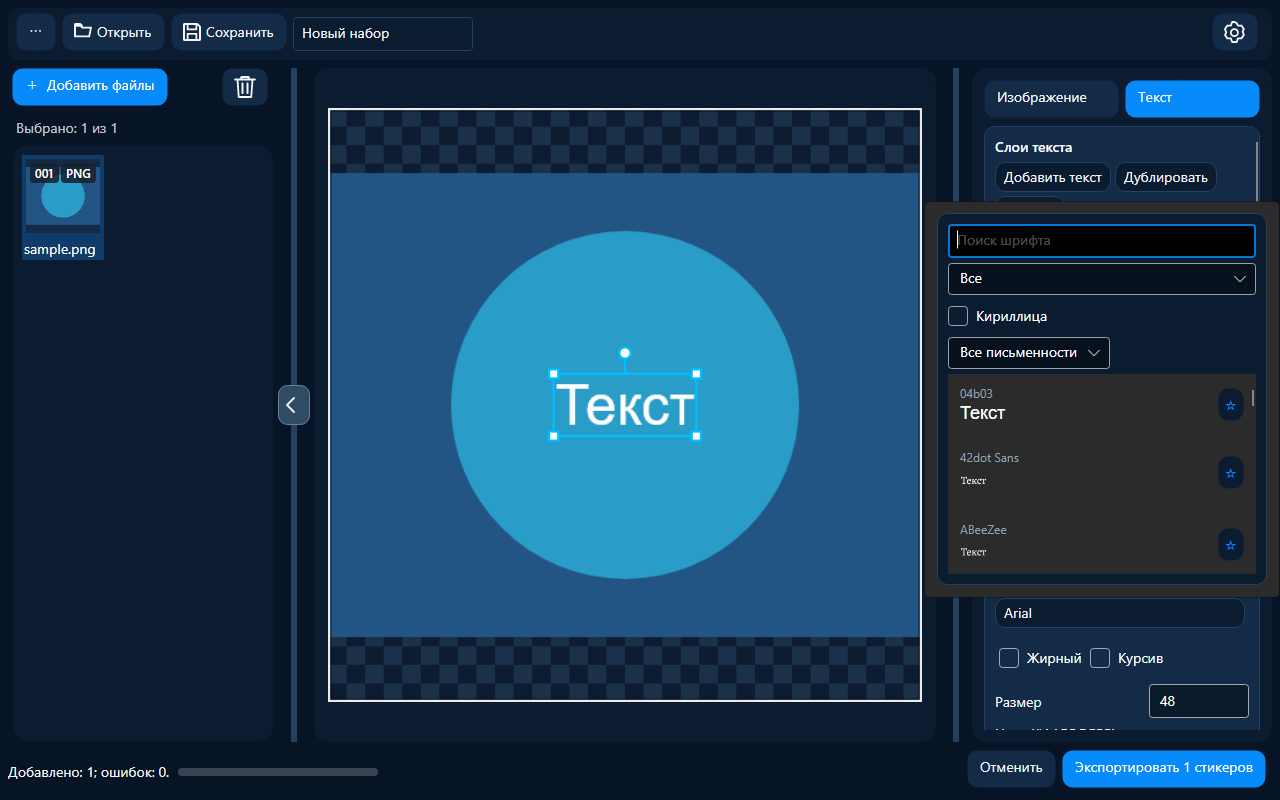 ...
Открыть
Сохранить
Новый набор
+ Добавить файлы
Выбрано: 1 из 1
001 PNG
sample.png
Текст
Изображение
Текст
Слои текста
Добавить текст
Дублировать
Поиск шрифта
Все
Кириллица
Все письменности
04b03
Текст
42dot Sans
Текст
ABeeZee
Текст
Arial
Жирный
Курсив
Размер
48
Добавлено: 1; ошибок: 0.
Отменить
Экспортировать 1 стикеров